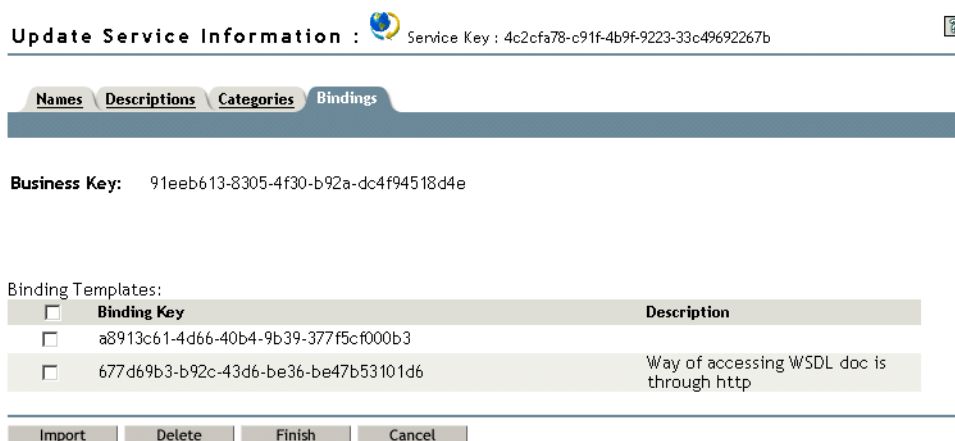 Update Service Information : Service Key : 4c2cfa78-c91f-4b9f-9223-33c49692267b
Names Descriptions Categories Bindings
Business Key: 91eeb613-8305-4f30-b92a-dc4f94518d4e
Binding Templates:
Binding Key Description
a8913c61-4d66-40b4-9b39-377f5cf000b3
677d69b3-b92c-43d6-be36-be47b53101d6 Way of accessing WSDL doc is
through http
Import Delete Finish Cancel